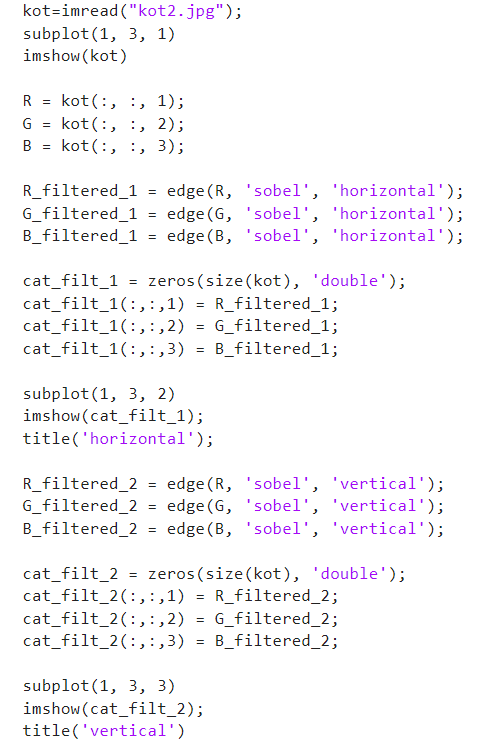 kot=imread("kot2.jpg");
subplot(1, 3, 1)
imshow(kot)

R = kot(:, :, 1);
G = kot(:, :, 2);
B = kot(:, :, 3);

R_filtered_1 = edge(R, 'sobel', 'horizontal');
G_filtered_1 = edge(G, 'sobel', 'horizontal');
B_filtered_1 = edge(B, 'sobel', 'horizontal');

cat_filt_1 = zeros(size(kot), 'double');
cat_filt_1(:,:,1) = R_filtered_1;
cat_filt_1(:,:,2) = G_filtered_1;
cat_filt_1(:,:,3) = B_filtered_1;

subplot(1, 3, 2)
imshow(cat_filt_1);
title('horizontal');

R_filtered_2 = edge(R, 'sobel', 'vertical');
G_filtered_2 = edge(G, 'sobel', 'vertical');
B_filtered_2 = edge(B, 'sobel', 'vertical');

cat_filt_2 = zeros(size(kot), 'double');
cat_filt_2(:,:,1) = R_filtered_2;
cat_filt_2(:,:,2) = G_filtered_2;
cat_filt_2(:,:,3) = B_filtered_2;

subplot(1, 3, 3)
imshow(cat_filt_2);
title('vertical')